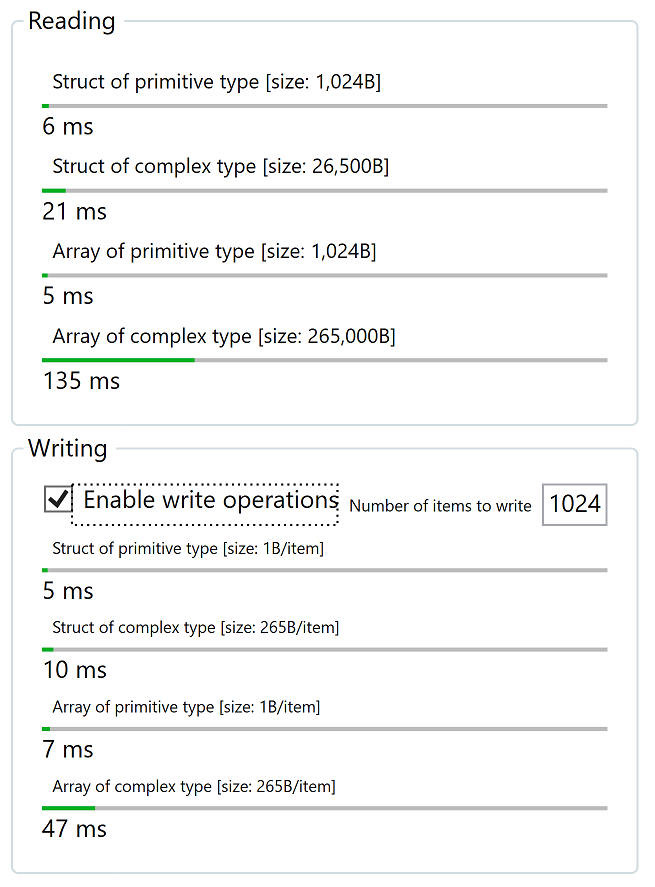 Reading
Struct of primitive type [size: 1,024B]
6 ms
Struct of complex type [size: 26,500B]
21 ms
Array of primitive type [size: 1,024B]
5 ms
Array of complex type [size: 265,000B]
135 ms
Writing
Enable write operations Number of items to write 1024
Struct of primitive type [size: 1B/item]
5 ms
Struct of complex type [size: 265B/item]
10 ms
Array of primitive type [size: 1B/item]
7 ms
Array of complex type [size: 265B/item]
47 ms